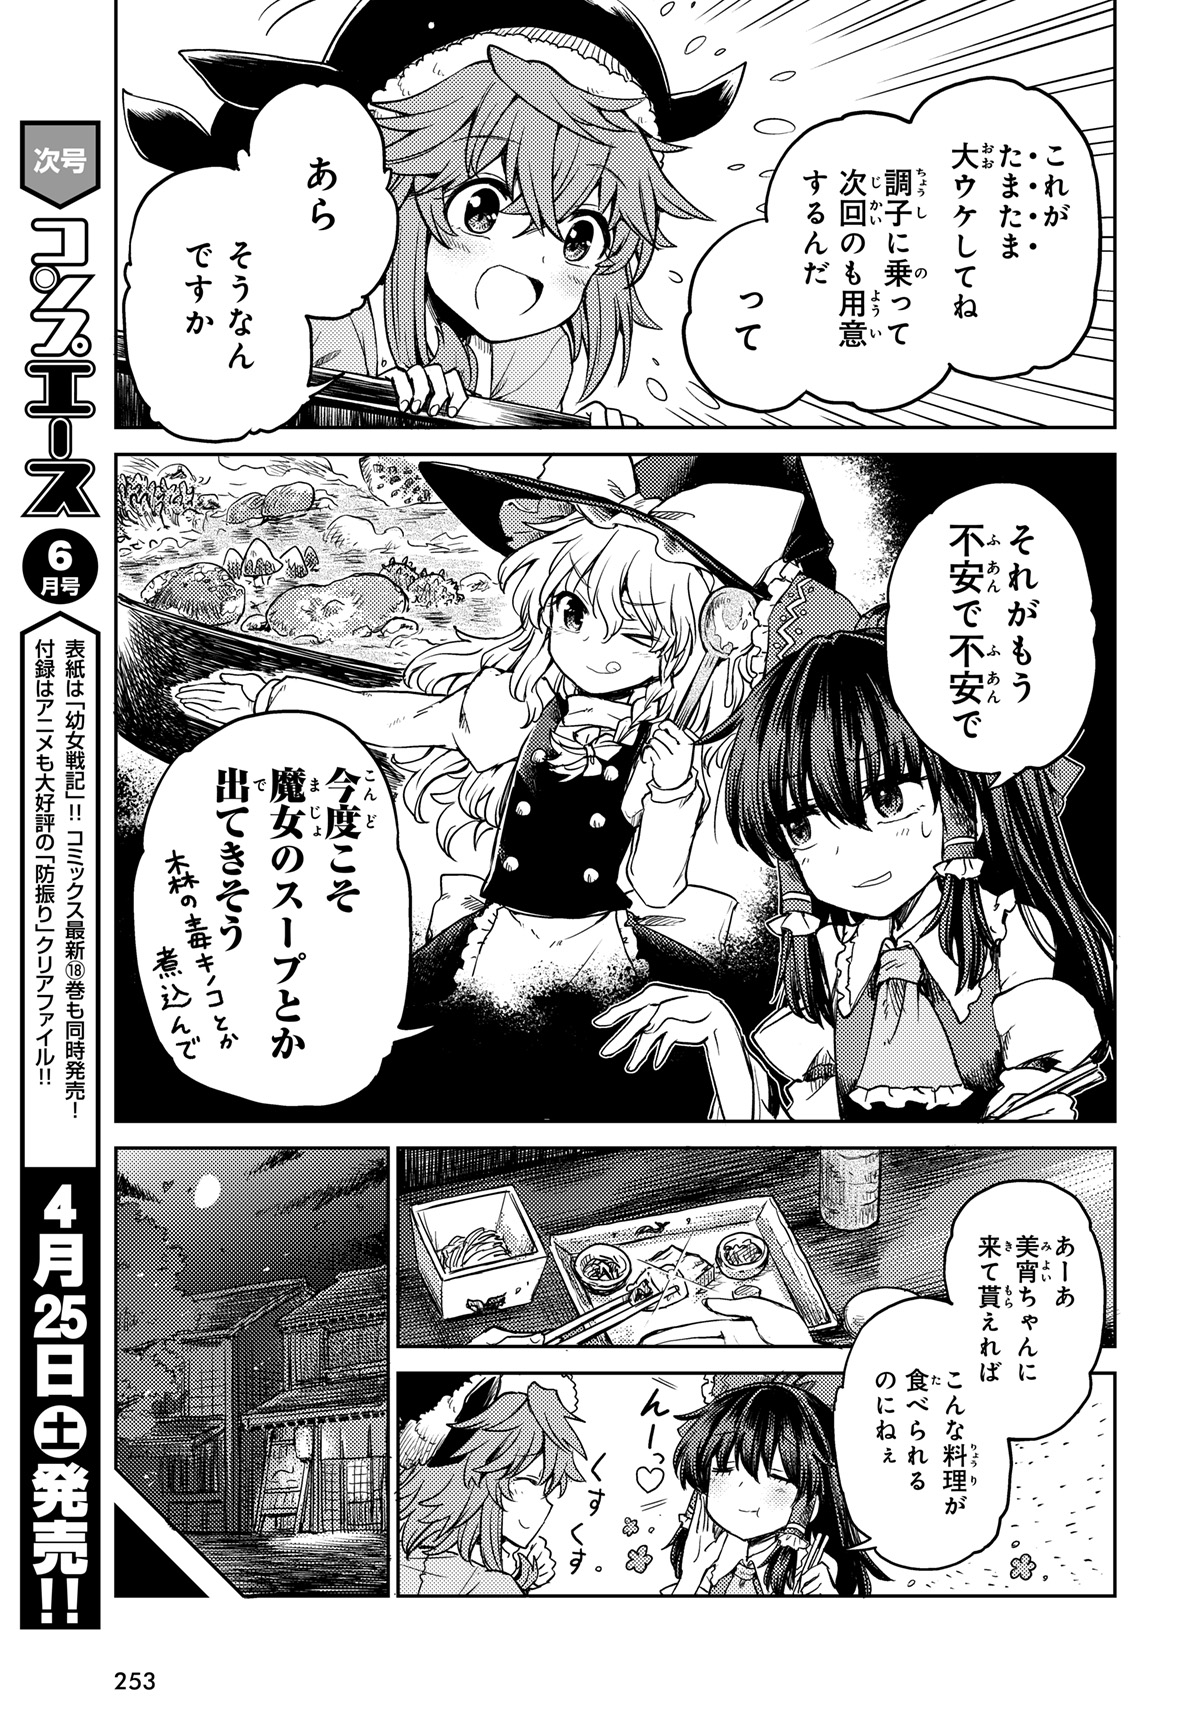 これが
たまたま
大ウケしてね
調子に乗って
次回のも用意
するんだ
って
あら
そうなん
ですか
それがもう
不安で不安で
今度こそ
魔女のスープとか
出てきそう
森の毒キノコとか
煮込んで
あーあ
美宵ちゃんに
来て貰えれば
こんな料理が
食べられる
のにねぇ
んーっ♡
くす
くす
次号
コンプエース
6
月号
表紙は「幼女戦記」!! コミックス最新⑱巻も同時発売!
付録はアニメも大好評の「防振り」クリアファイル!!
4月25日㊏発売!!
253